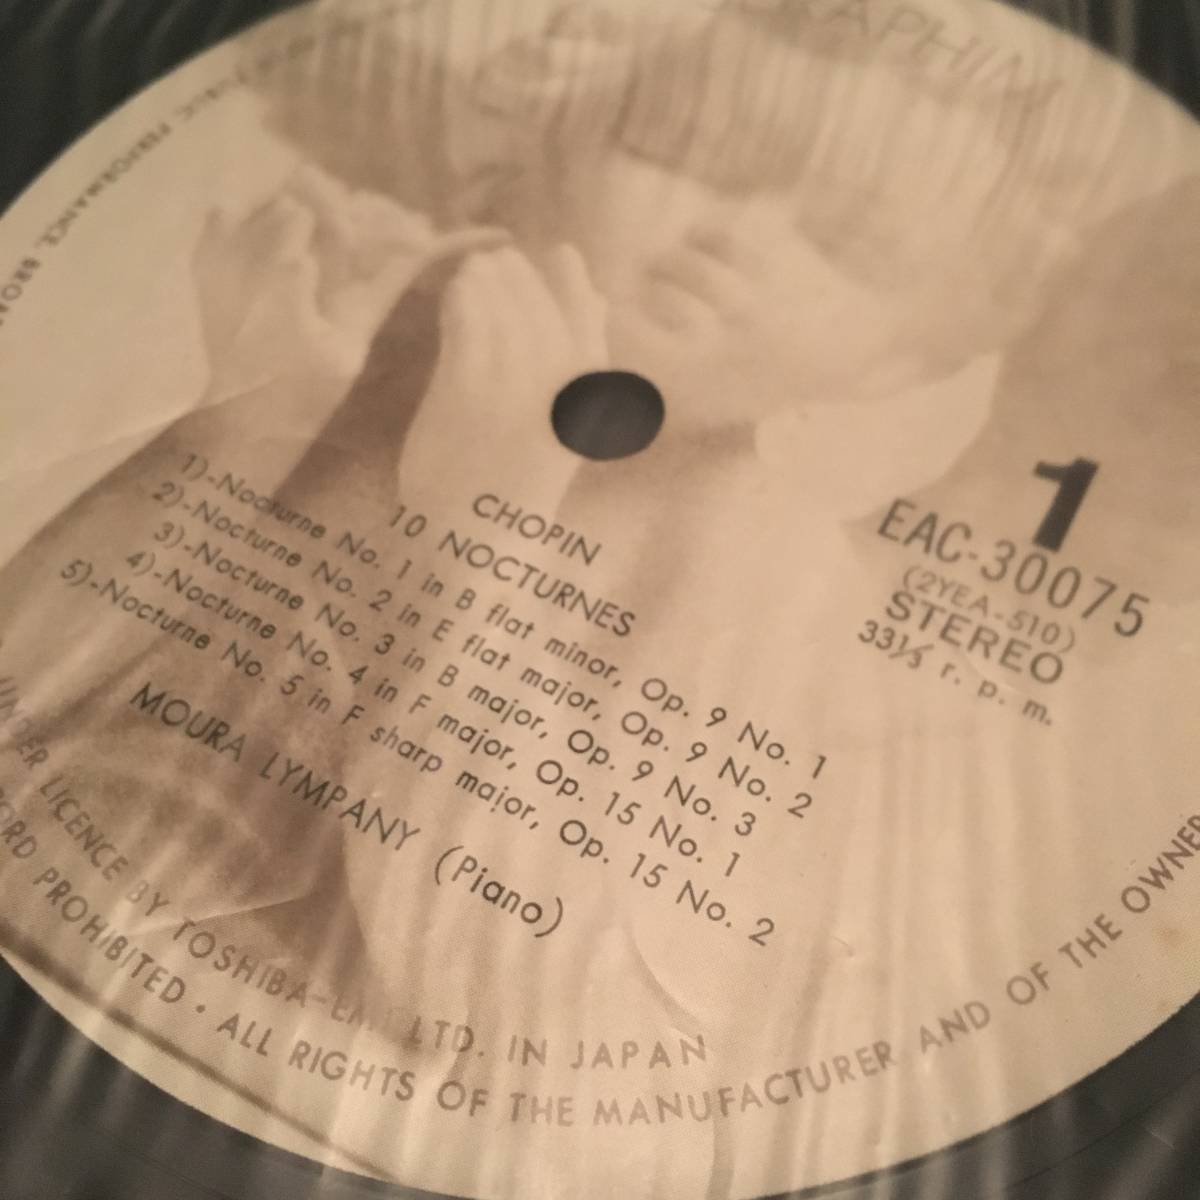 PERFORMANCE
1
EAC-30075
(2YEA-510)
STEREO
33⅓ r. p. m.
CHOPIN
10 NOCTURNES
1)-Nocturne No. 1 in B flat minor, Op. 9 No. 1
2)-Nocturne No. 2 in E flat major, Op. 9 No. 2
3)-Nocturne No. 3 in B major, Op. 9 No. 3
4)-Nocturne No. 4 in F major, Op. 15 No. 1
5)-Nocturne No. 5 in F sharp major, Op. 15 No. 2
MOURA LYMPANY (Piano)
UNDER LICENCE BY TOSHIBA-EMI LTD. IN JAPAN
PROHIBITED • ALL RIGHTS OF THE MANUFACTURER AND OF THE OWNER